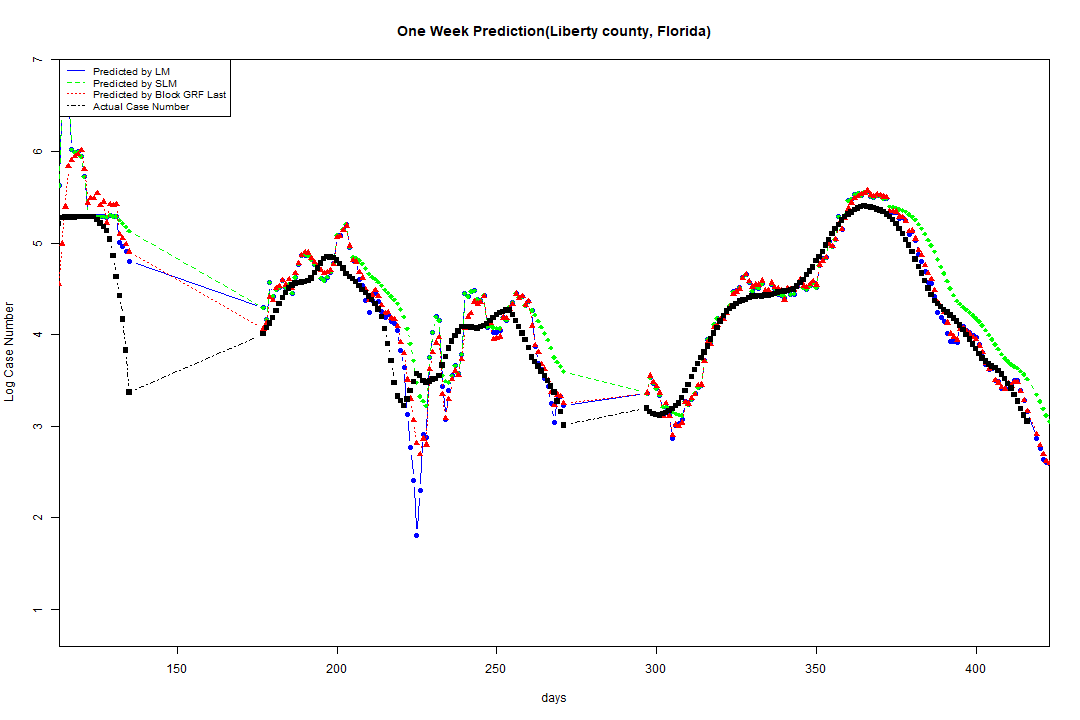 One Week Prediction(Liberty county, Florida)
7
Predicted by LM
Predicted by SLM
Predicted by Block GRF Last
Actual Case Number
6
5
4
3
2
1
Log Case Number
150
200
250
300
350
400
days